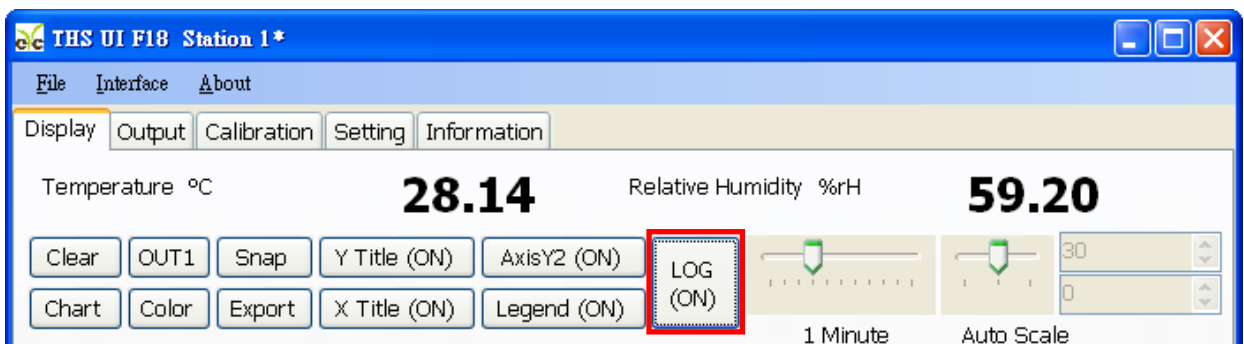 THS UI F18 Station 1*
File Interface About
Display Output Calibration Setting Information
Temperature ºC 28.14 Relative Humidity %rH 59.20
Clear OUT1 Snap Y Title (ON) AxisY2 (ON) LOG (ON) 30
Chart Color Export X Title (ON) Legend (ON) 0
1 Minute Auto Scale